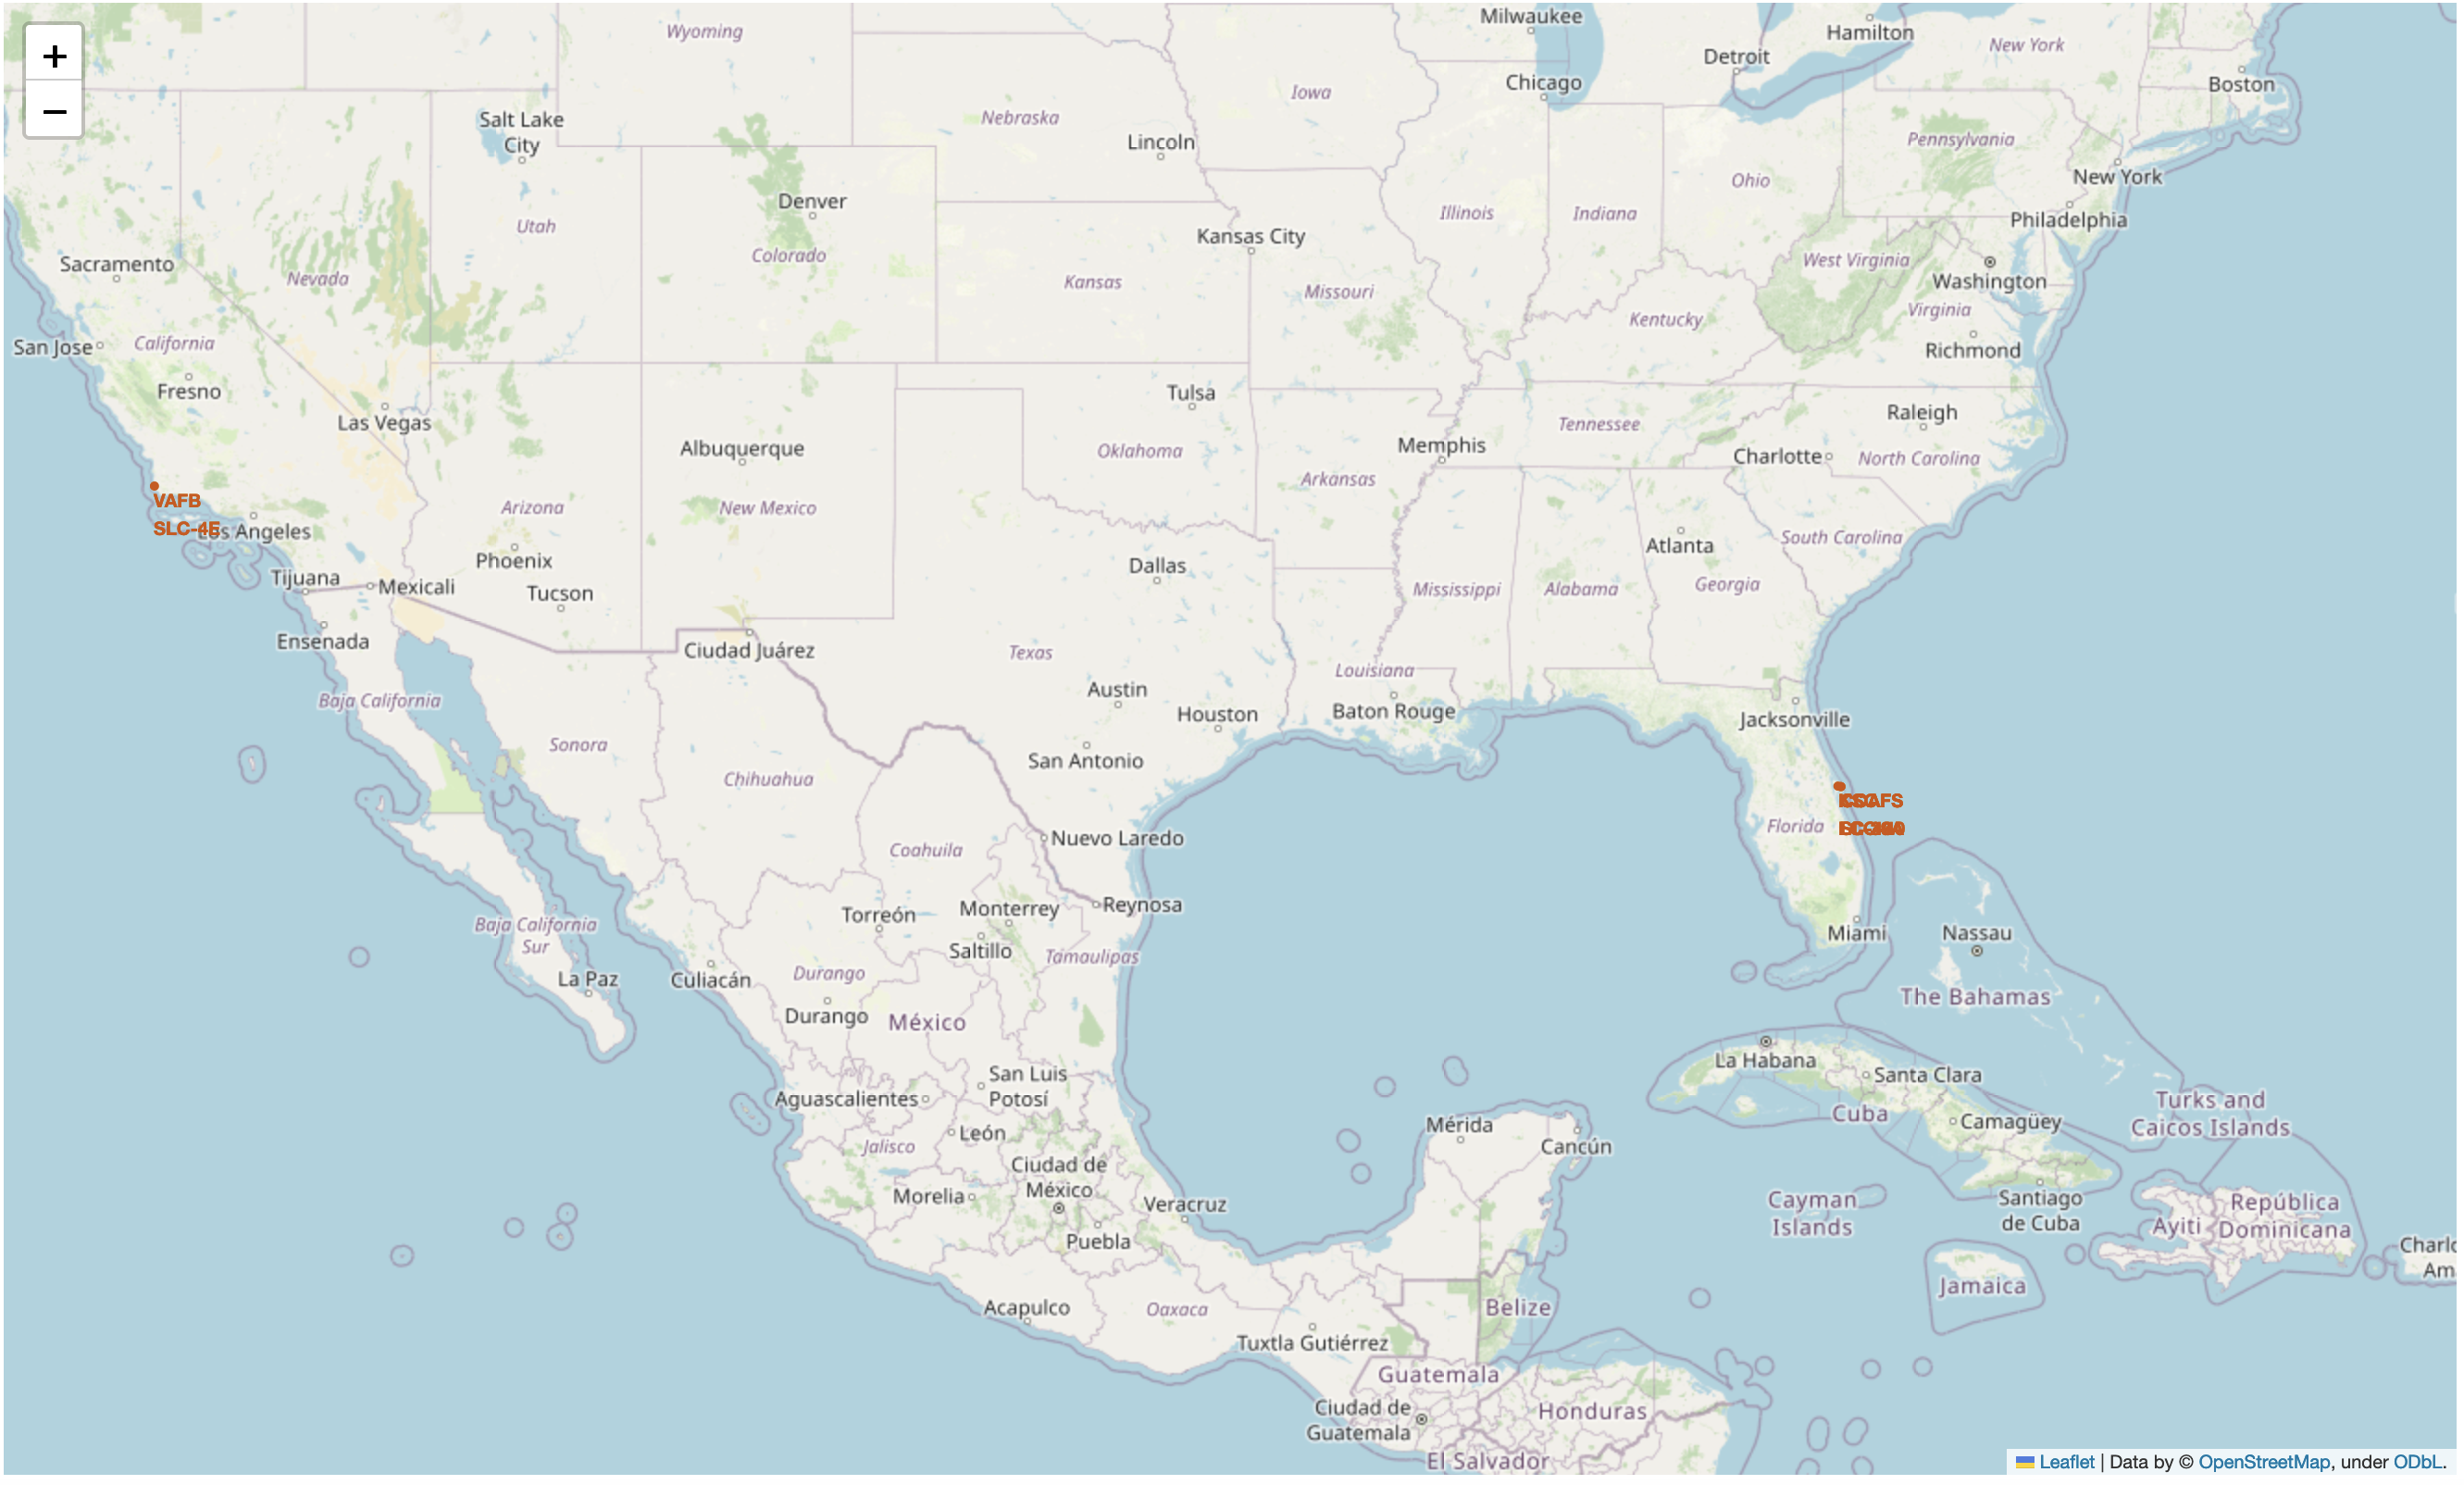 +
−
Wyoming
Milwaukee
Hamilton
New York
Detroit
Chicago
Boston
Iowa
Nebraska
Salt Lake
City
Lincoln
Pennsylvania
New York
Ohio
Denver
Illinois
Indiana
Philadelphia
Utah
Kansas City
Colorado
Sacramento
West Virginia
Nevada
Kansas
Missouri
Washington
Virginia
Kentucky
San Jose
California
Richmond
Fresno
Tulsa
Las Vegas
Raleigh
Tennessee
Albuquerque
Oklahoma
Memphis
Charlotte
North Carolina
Arkansas
VAFB
SLC-4E
Los Angeles
Arizona
New Mexico
South Carolina
Atlanta
Phoenix
Dallas
Tijuana
Mexicali
Tucson
Mississippi
Alabama
Georgia
Ensenada
Ciudad Juárez
Texas
Louisiana
Austin
Baja California
Houston
Baton Rouge
Jacksonville
Sonora
San Antonio
Chihuahua
Florida
Nuevo Laredo
Coahuila
Reynosa
Torreón
Monterrey
Baja California
Sur
Miami
Nassau
Saltillo
Tamaulipas
La Paz
Culiacán
Durango
The Bahamas
Durango
México
La Habana
San Luis
Potosí
Santa Clara
Aguascalientes
Turks and
Caicos Islands
Cuba
Camagüey
Mérida
León
Jalisco
Cancún
Ciudad de
México
Morelia
Veracruz
Cayman
Islands
Santiago
de Cuba
República
Dominicana
Ayiti
Puebla
Jamaica
Acapulco
Oaxaca
Belize
Tuxtla Gutiérrez
Guatemala
Ciudad de
Guatemala
Honduras
El Salvador
Leaflet | Data by © OpenStreetMap, under ODbL.